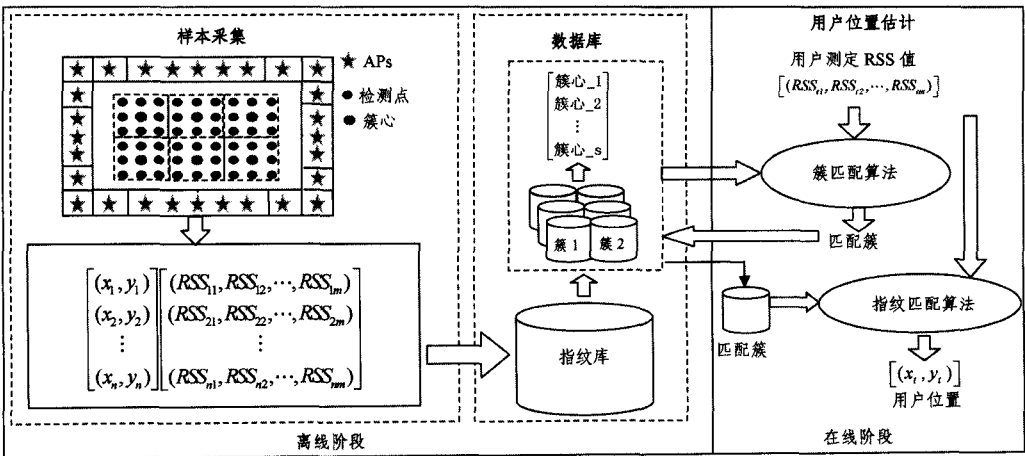 样本采集
APs
检测点
簇心
[(x₁, y₁)] [(RSS₁₁, RSS₁₂, ⋯, RSS₁ₘ)]
[(x₂, y₂)] [(RSS₂₁, RSS₂₂, ⋯, RSS₂ₘ)]
⋮ ⋮
[(xₙ, yₙ)] [(RSSₙ₁, RSSₙ₂, ⋯, RSSₙₘ)]
数据库
簇心_1
簇心_2
⋮
簇心_s
簇 1 簇 2
指纹库
离线阶段
用户位置估计
用户测定 RSS 值
[(RSSₜ₁, RSSₜ₂, ⋯, RSSₜₘ)]
簇匹配算法
匹配簇
指纹匹配算法
匹配簇
[(xₜ, yₜ)]
用户位置
在线阶段